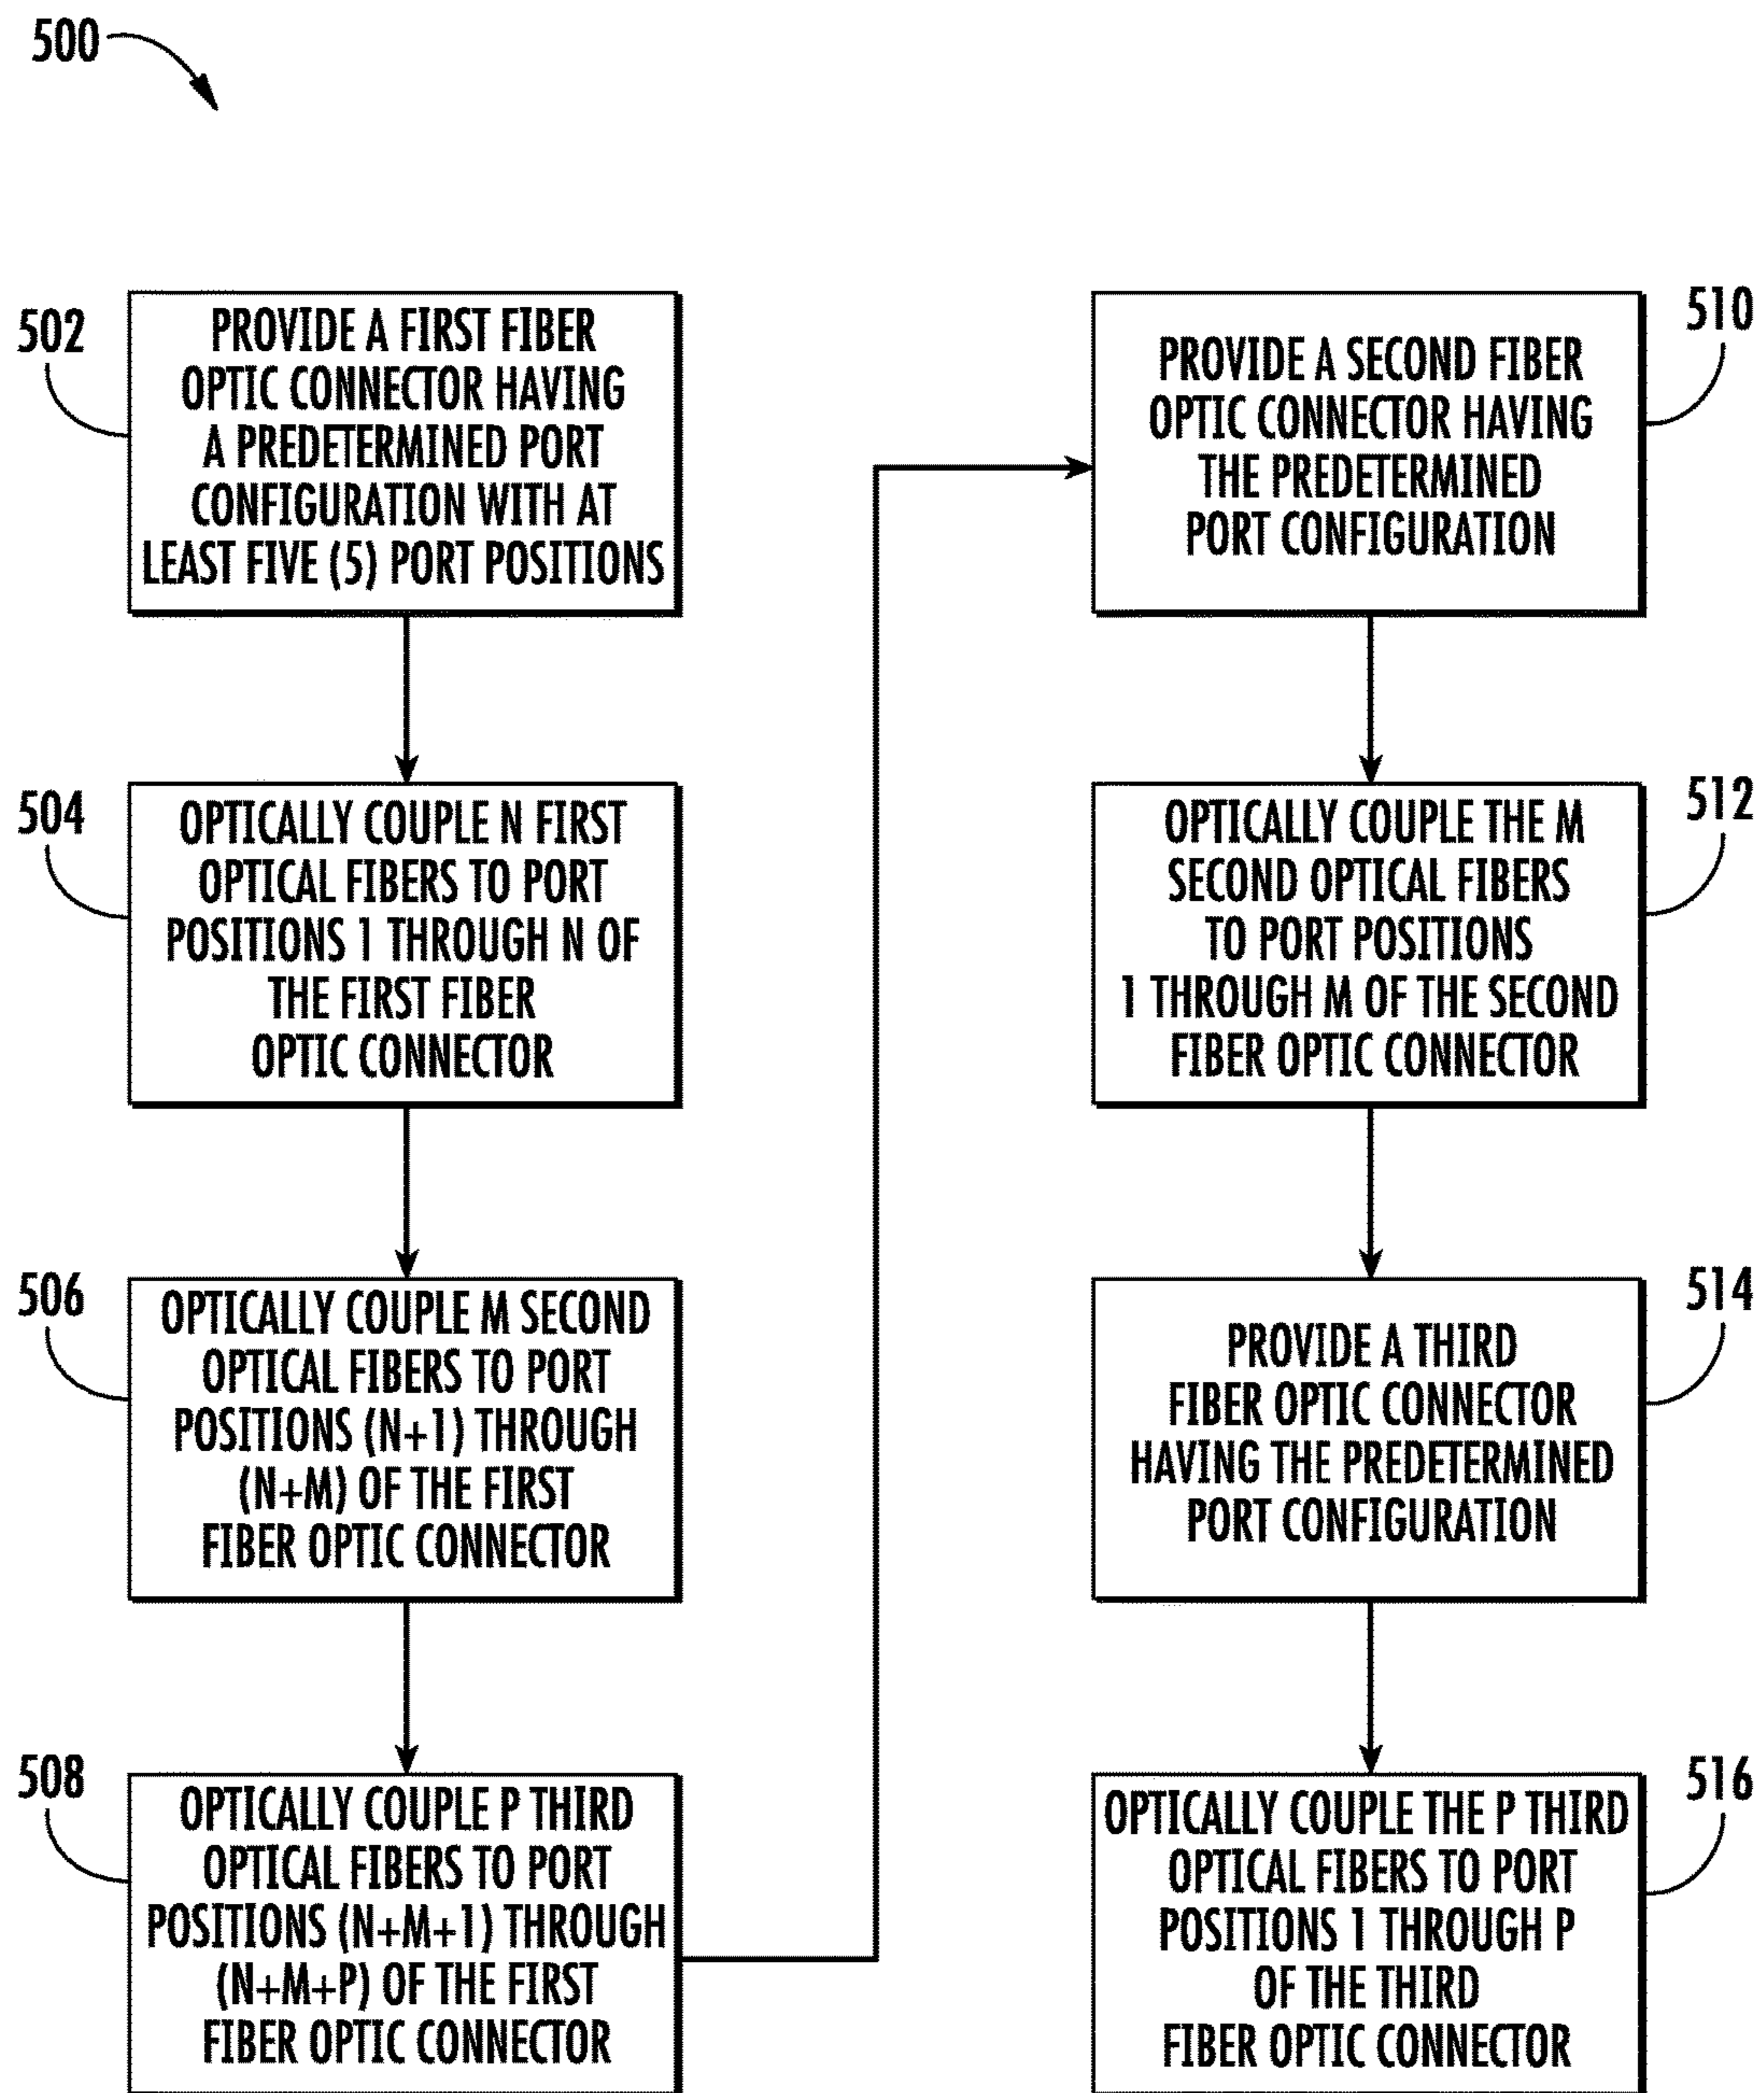 500
502
PROVIDE A FIRST FIBER
OPTIC CONNECTOR HAVING
A PREDETERMINED PORT
CONFIGURATION WITH AT
LEAST FIVE (5) PORT POSITIONS
504
OPTICALLY COUPLE N FIRST
OPTICAL FIBERS TO PORT
POSITIONS 1 THROUGH N OF
THE FIRST FIBER
OPTIC CONNECTOR
506
OPTICALLY COUPLE M SECOND
OPTICAL FIBERS TO PORT
POSITIONS (N+1) THROUGH
(N+M) OF THE FIRST
FIBER OPTIC CONNECTOR
508
OPTICALLY COUPLE P THIRD
OPTICAL FIBERS TO PORT
POSITIONS (N+M+1) THROUGH
(N+M+P) OF THE FIRST
FIBER OPTIC CONNECTOR
510
PROVIDE A SECOND FIBER
OPTIC CONNECTOR HAVING
THE PREDETERMINED
PORT CONFIGURATION
512
OPTICALLY COUPLE THE M
SECOND OPTICAL FIBERS
TO PORT POSITIONS
1 THROUGH M OF THE SECOND
FIBER OPTIC CONNECTOR
514
PROVIDE A THIRD
FIBER OPTIC CONNECTOR
HAVING THE PREDETERMINED
PORT CONFIGURATION
516
OPTICALLY COUPLE THE P THIRD
OPTICAL FIBERS TO PORT
POSITIONS 1 THROUGH P
OF THE THIRD
FIBER OPTIC CONNECTOR